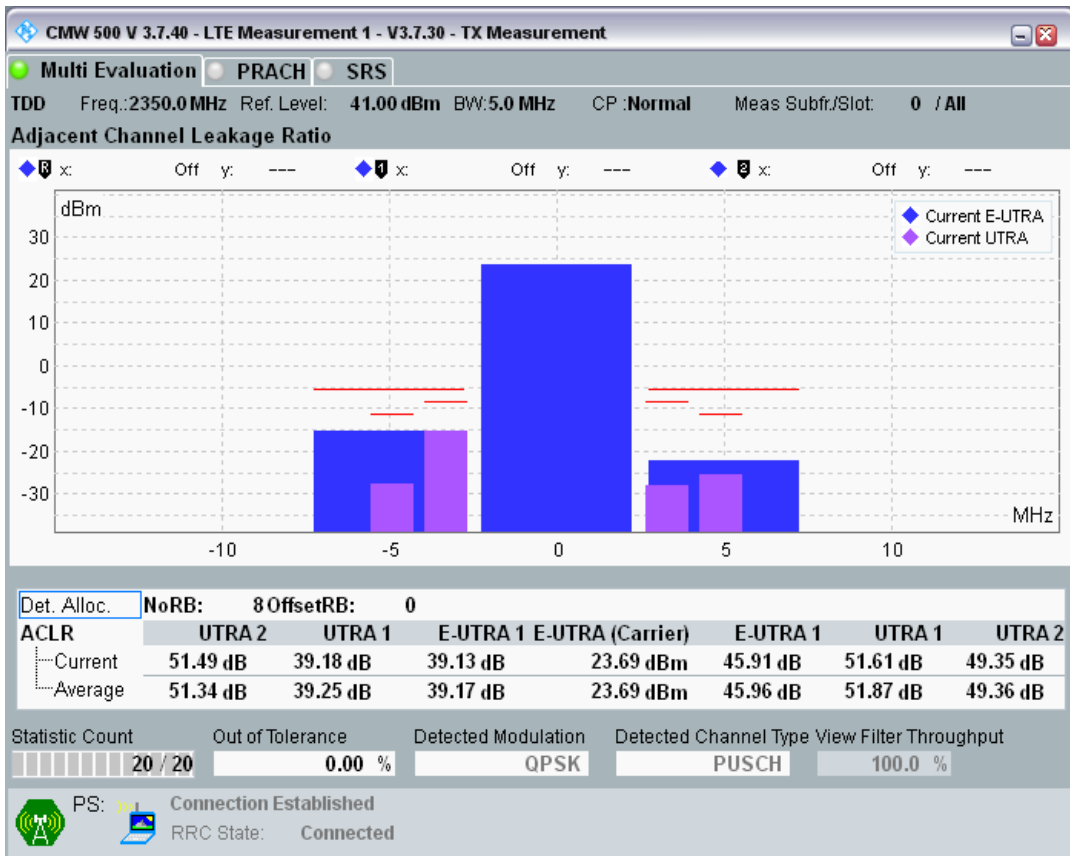 CMW 500 V 3.7.40 - LTE Measurement 1 - V3.7.30 - TX Measurement
Multi Evaluation PRACH SRS
TDD Freq.:2350.0 MHz Ref. Level: 41.00 dBm BW:5.0 MHz CP :Normal Meas Subfr./Slot: 0 / All
Adjacent Channel Leakage Ratio
R x: Off y: --- 1 x: Off y: --- 2 x: Off y: ---
dBm
Current E-UTRA
Current UTRA
30
20
10
0
-10
-20
-30
MHz
-10 -5 0 5 10
Det. Alloc. NoRB: 8 OffsetRB: 0
ACLR UTRA 2 UTRA 1 E-UTRA 1 E-UTRA (Carrier) E-UTRA 1 UTRA 1 UTRA 2
Current 51.49 dB 39.18 dB 39.13 dB 23.69 dBm 45.91 dB 51.61 dB 49.35 dB
Average 51.34 dB 39.25 dB 39.17 dB 23.69 dBm 45.96 dB 51.87 dB 49.36 dB
Statistic Count Out of Tolerance Detected Modulation Detected Channel Type View Filter Throughput
20 / 20 0.00 % QPSK PUSCH 100.0 %
PS: Connection Established
RRC State: Connected